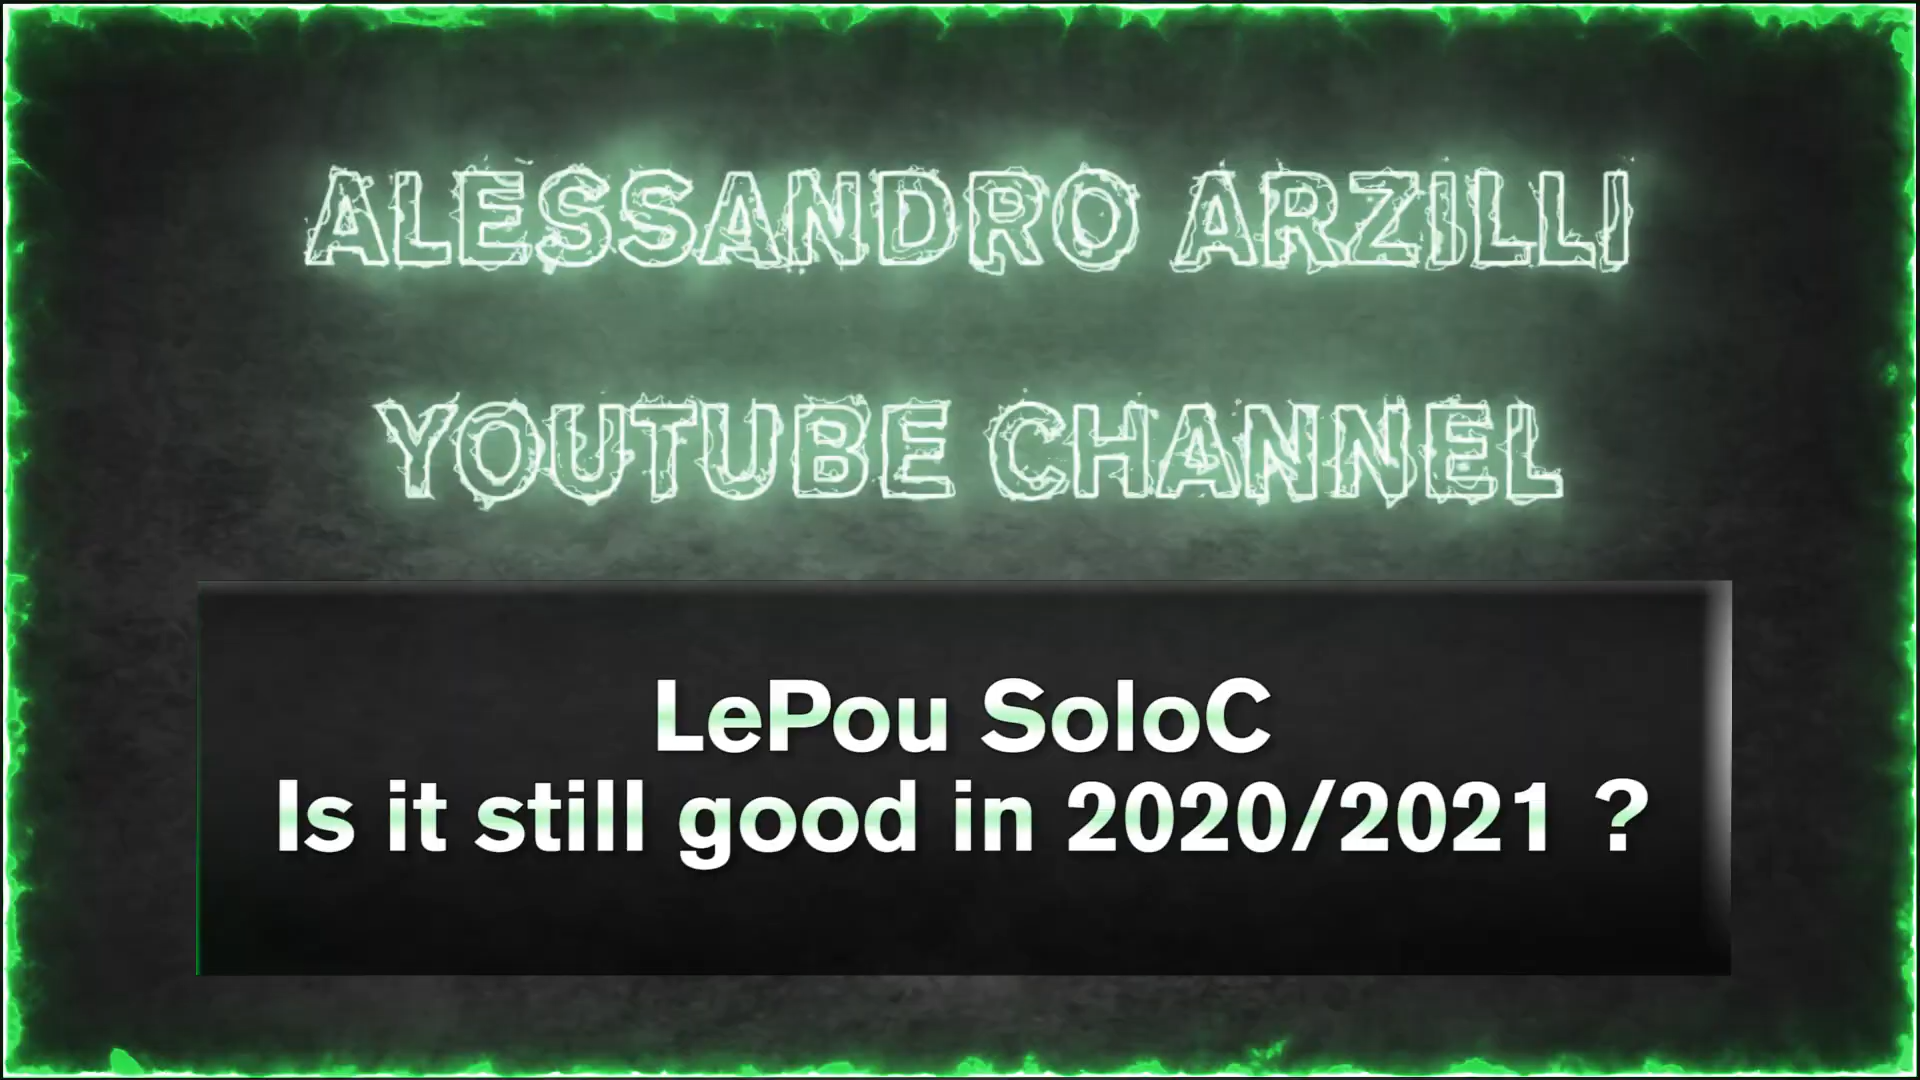 ALESSANDRO ARZILLI
YOUTUBE CHANNEL
LePou SoloC
Is it still good in 2020/2021 ?